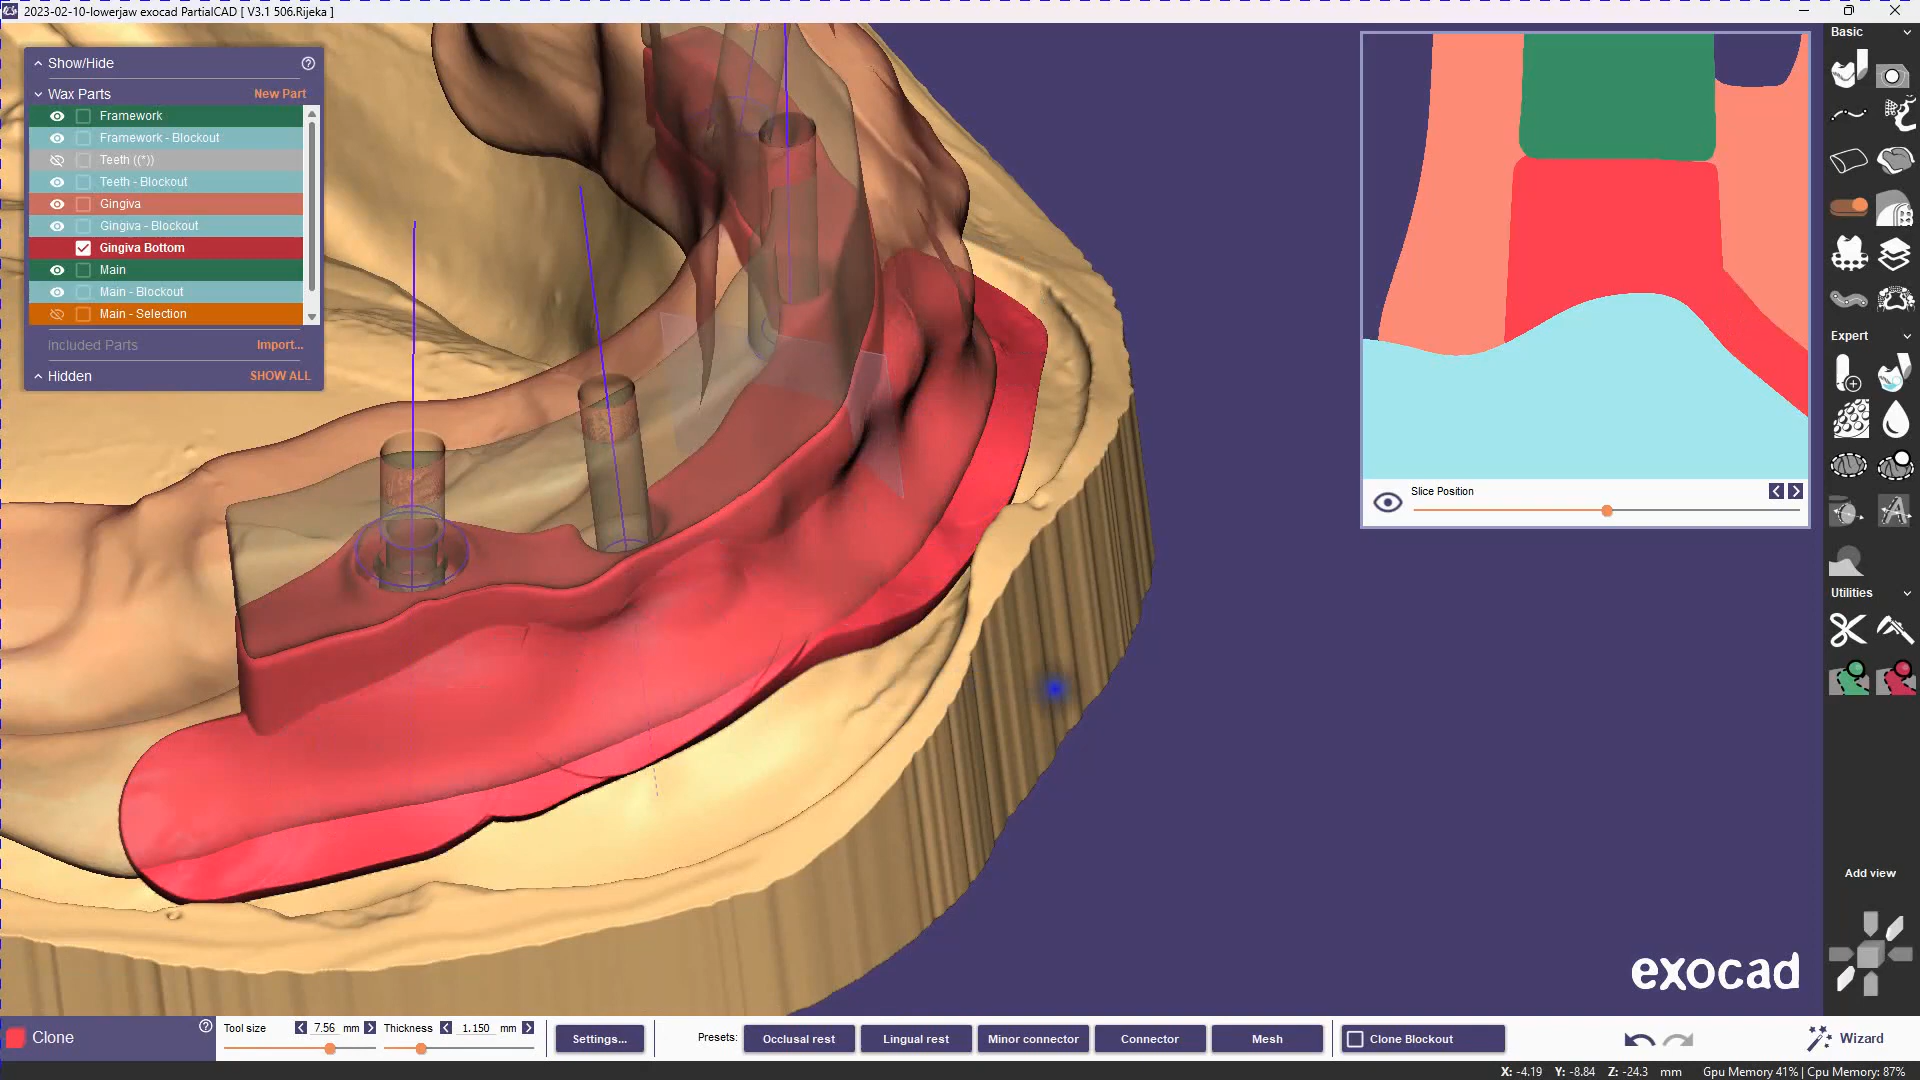 2023-02-10-lowerjaw exocad PartialCAD [ V3.1 506.Rijeka ]
Show/Hide
Wax Parts New Part
Framework
Framework - Blockout
Teeth ((*))
Teeth - Blockout
Gingiva
Gingiva - Blockout
Gingiva Bottom
Main
Main - Blockout
Main - Selection
Included Parts Import...
Hidden SHOW ALL
Slice Position
Basic
Expert
Utilities
Add view
exocad
Clone
Tool size 7.56 mm Thickness 1.150 mm
Settings...
Presets: Occlusal rest Lingual rest Minor connector Connector Mesh
Clone Blockout
Wizard
X: -4.19 Y: -8.84 Z: -24.3 mm Gpu Memory 41% | Cpu Memory: 87%